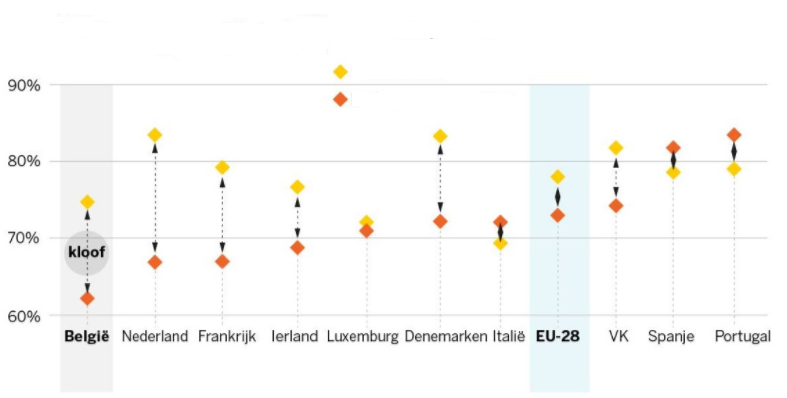 90%
80%
70%
kloof
60%
België Nederland Frankrijk Ierland Luxemburg Denemarken Italië EU-28 VK Spanje Portugal